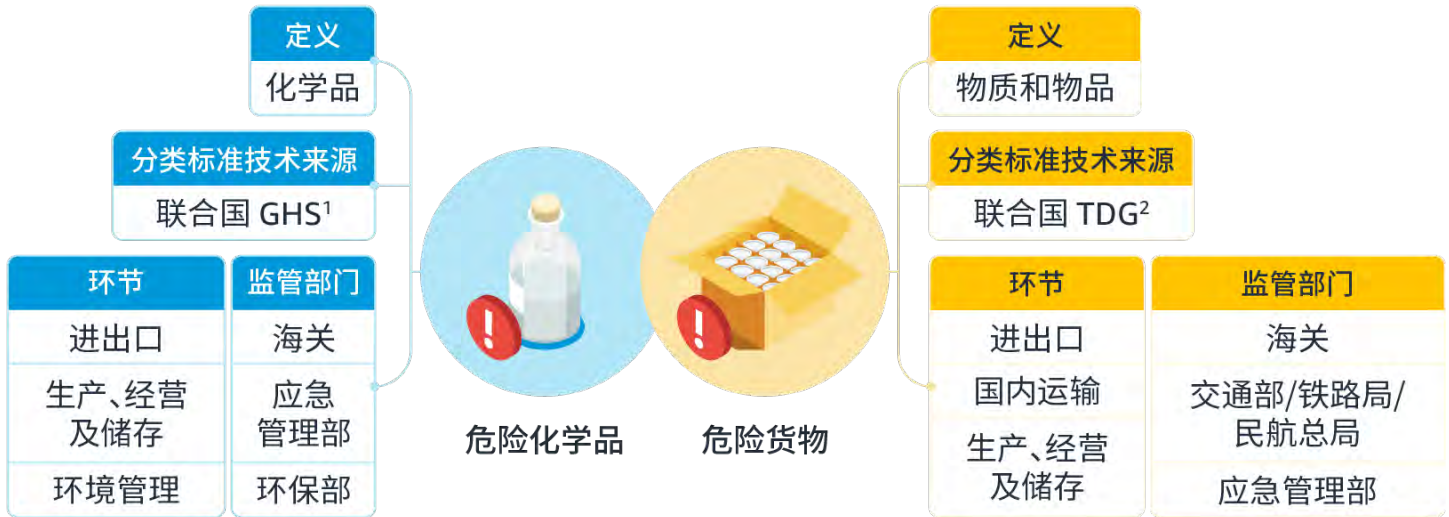 定义
化学品
分类标准技术来源
联合国 GHS¹
环节
监管部门
进出口
海关
生产、经营
及储存
应急
管理部
环境管理
环保部
危险化学品
危险货物
定义
物质和物品
分类标准技术来源
联合国 TDG²
环节
监管部门
进出口
海关
国内运输
交通部/铁路局/
民航总局
生产、经营
及储存
应急管理部